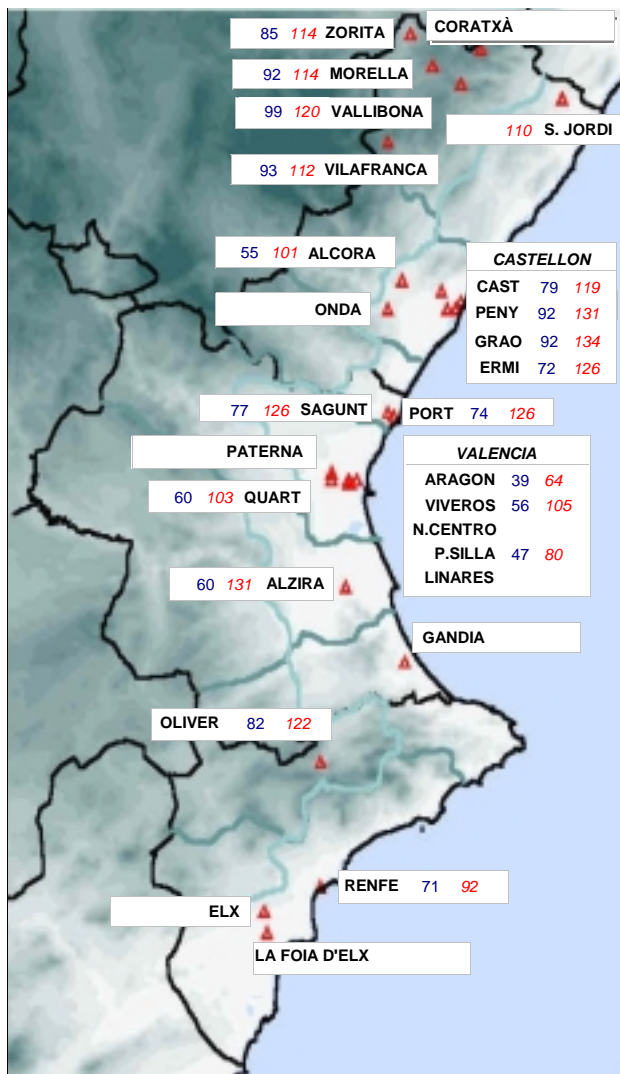 85 114 ZORITA
CORATXÀ
92 114 MORELLA
99 120 VALLIBONA
110 S. JORDI
93 112 VILAFRANCA
55 101 ALCORA
ONDA
CASTELLON
CAST 79 119
PENY 92 131
GRAO 92 134
ERMI 72 126
77 126 SAGUNT
PORT 74 126
PATERNA
60 103 QUART
VALENCIA
ARAGON 39 64
VIVEROS 56 105
N.CENTRO
P.SILLA 47 80
LINARES
60 131 ALZIRA
GANDIA
OLIVER 82 122
RENFE 71 92
ELX
LA FOIA D'ELX